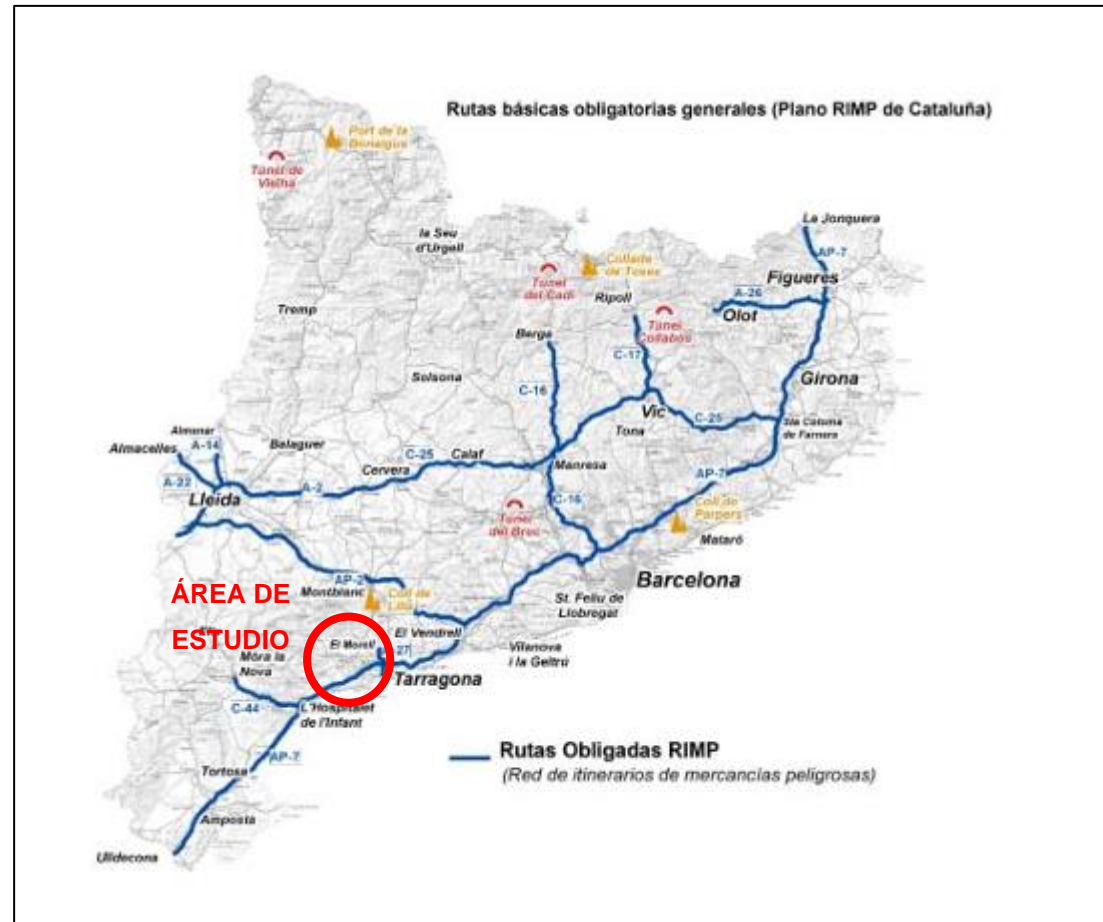 Rutas básicas obligatorias generales (Plano RIMP de Cataluña)
Port de la
Bonaigua
Túnel de
Vielha
La Jonquera
la Seu
d'Urgell
AP-7
Collada
de Toses
Figueres
Túnel
del Cadí
Ripoll
A-26
Olot
Tremp
Túnel
Collabós
Berga
C-17
Girona
Solsona
C-16
Vic
C-25
Sta Coloma
de Farners
Almenar
Tona
Almacelles
A-14
Balaguer
Calaf
C-25
Manresa
Cervera
AP-7
A-22
A-2
Lleida
C-16
Túnel
del Bruc
Coll de
Parpers
Mataró
Barcelona
AP-2
ÁREA DE
Montblanc
Coll de
Lilla
St. Feliu de
Llobregat
ESTUDIO
El Morell
El Vendrell
Vilanova
i la Geltrú
Móra la
Nova
27
Tarragona
C-44
L'Hospitalet
de l'Infant
Rutas Obligadas RIMP
AP-7
(Red de itinerarios de mercancías peligrosas)
Tortosa
Amposta
Ulldecona